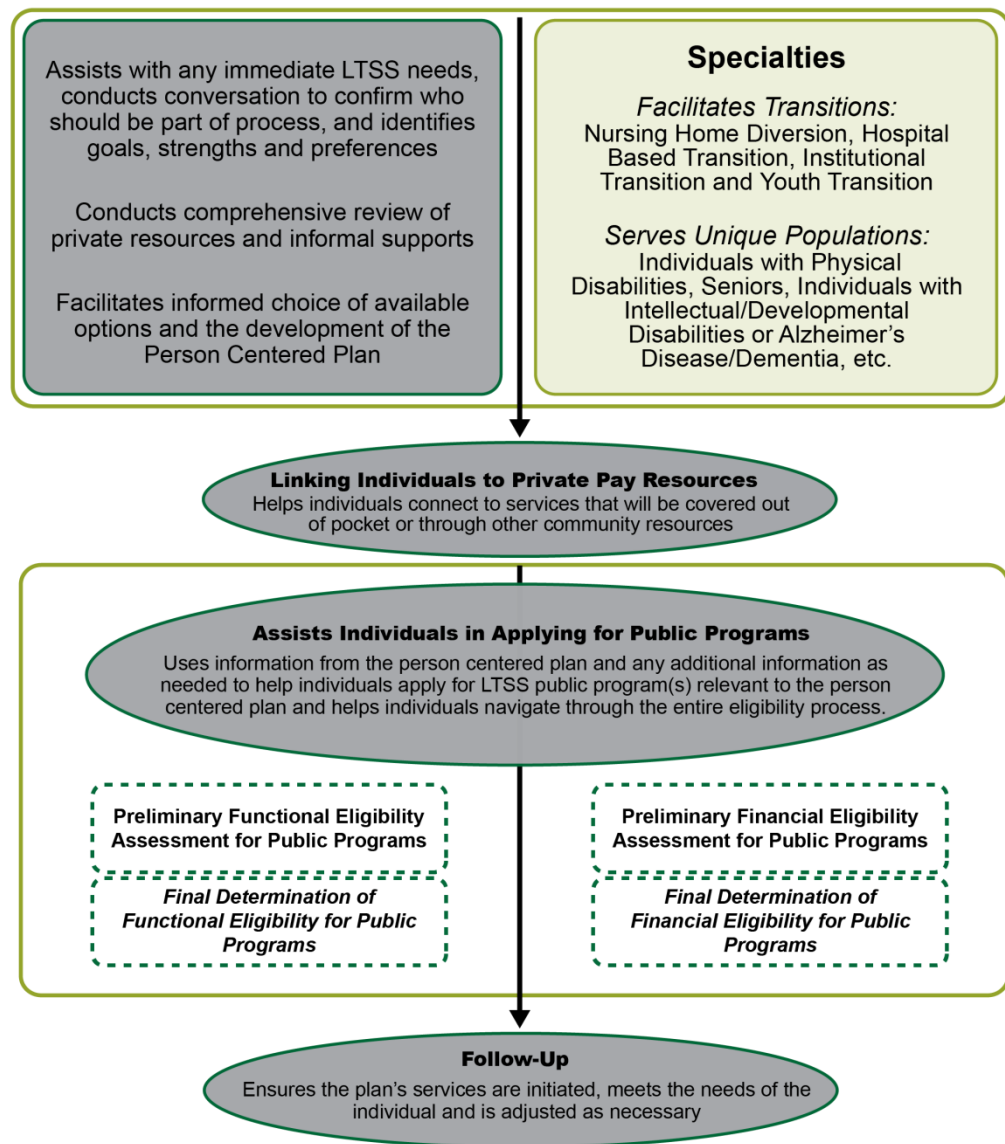 Assists with any immediate LTSS needs,
conducts conversation to confirm who
should be part of process, and identifies
goals, strengths and preferences
Conducts comprehensive review of
private resources and informal supports
Facilitates informed choice of available
options and the development of the
Person Centered Plan
Specialties
Facilitates Transitions:
Nursing Home Diversion, Hospital
Based Transition, Institutional
Transition and Youth Transition
Serves Unique Populations:
Individuals with Physical
Disabilities, Seniors, Individuals with
Intellectual/Developmental
Disabilities or Alzheimer's
Disease/Dementia, etc.
Linking Individuals to Private Pay Resources
Helps individuals connect to services that will be covered out
of pocket or through other community resources
Assists Individuals in Applying for Public Programs
Uses information from the person centered plan and any additional information as
needed to help individuals apply for LTSS public program(s) relevant to the person
centered plan and helps individuals navigate through the entire eligibility process.
Preliminary Functional Eligibility
Assessment for Public Programs
Final Determination of
Functional Eligibility for Public
Programs
Preliminary Financial Eligibility
Assessment for Public Programs
Final Determination of
Financial Eligibility for Public
Programs
Follow-Up
Ensures the plan's services are initiated, meets the needs of the
individual and is adjusted as necessary